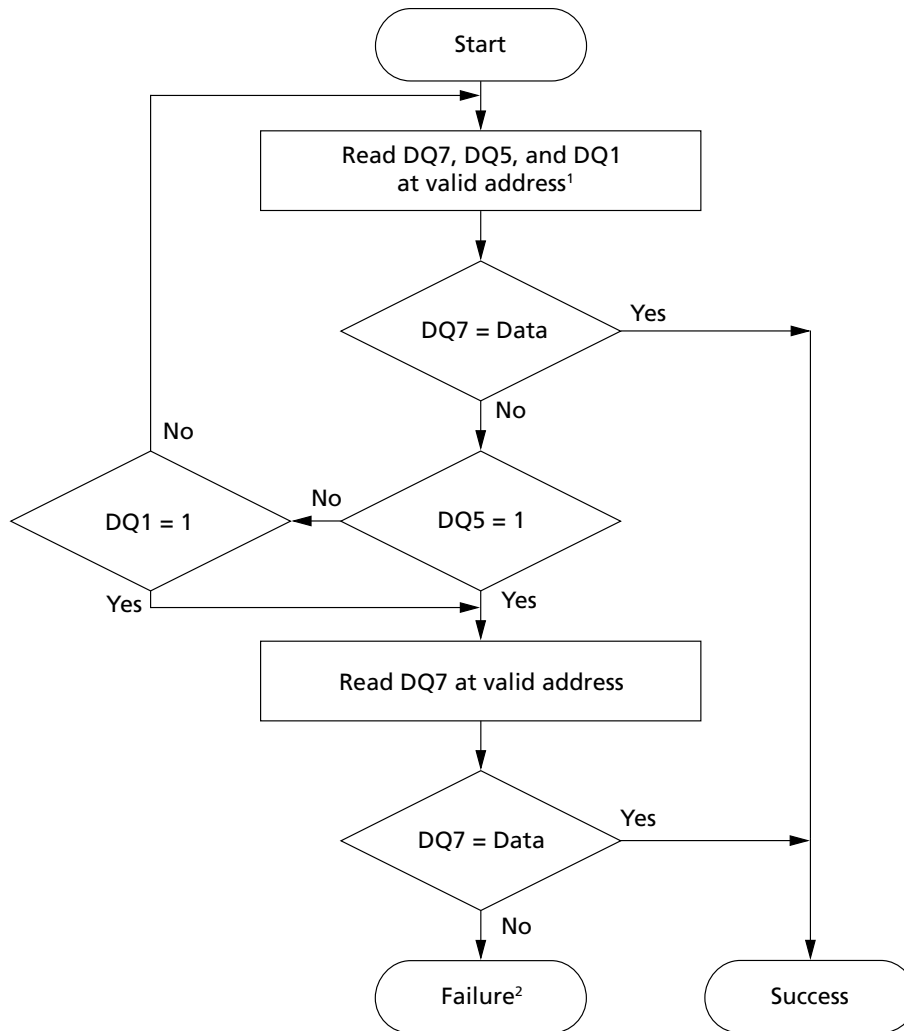 Start
Read DQ7, DQ5, and DQ1
at valid address1
DQ7 = Data
Yes
No
No
DQ1 = 1
No
DQ5 = 1
Yes
Yes
Read DQ7 at valid address
DQ7 = Data
Yes
No
Failure2
Success